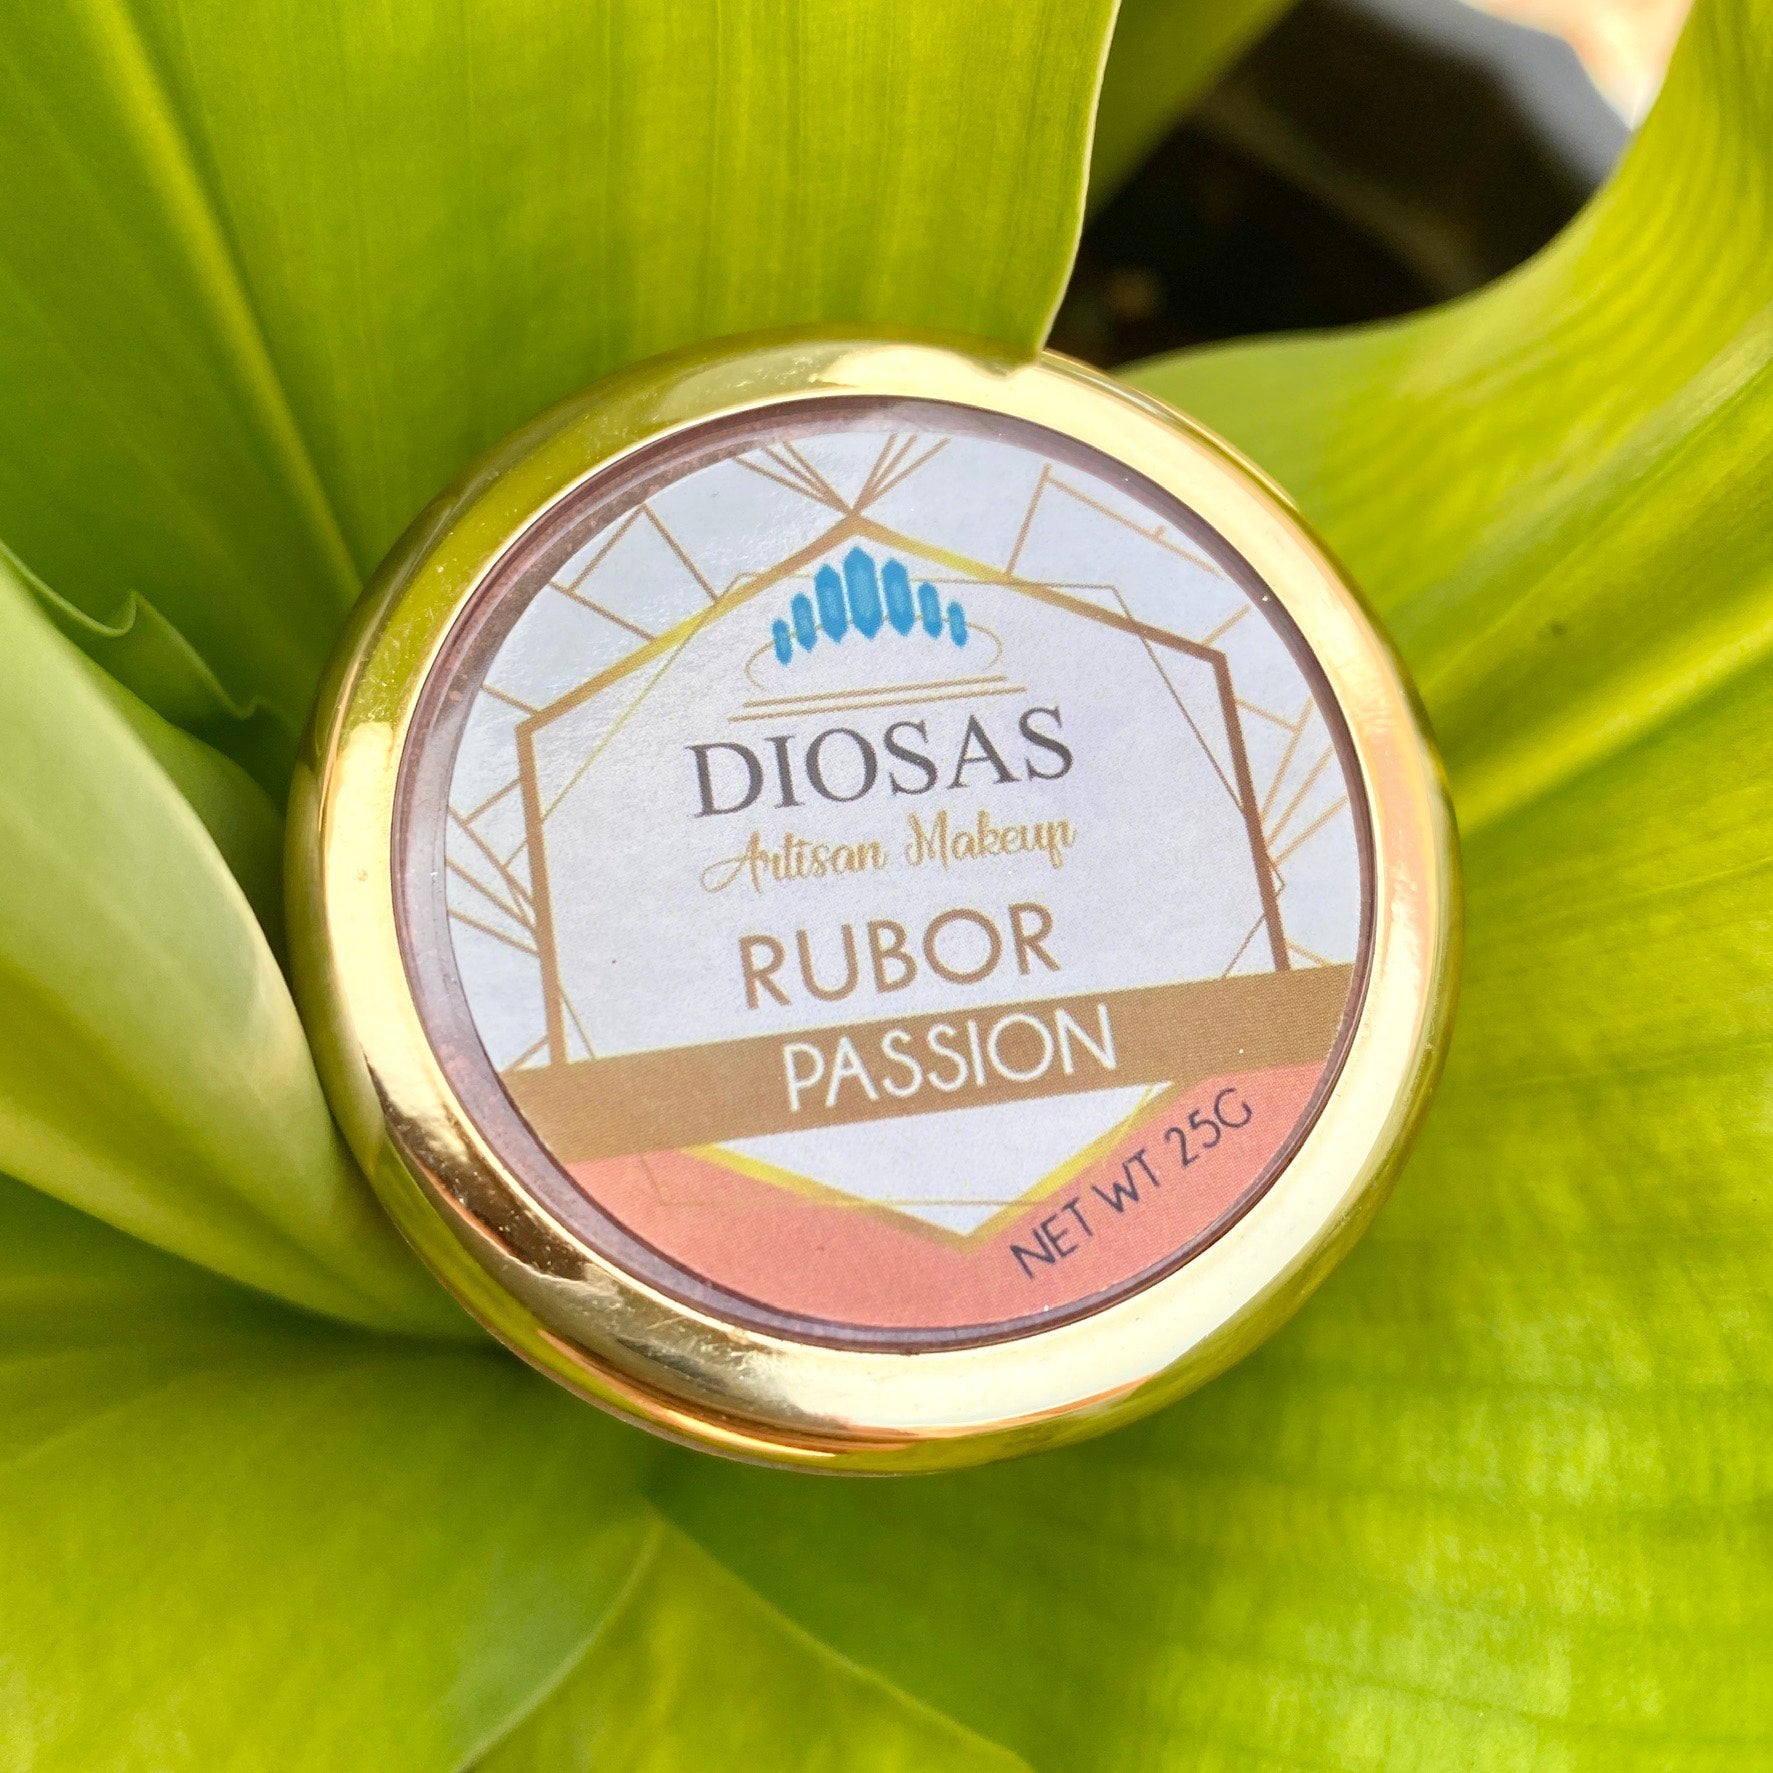 DIOSAS
Artisan Makeup
RUBOR
PASSION
NET WT 25G